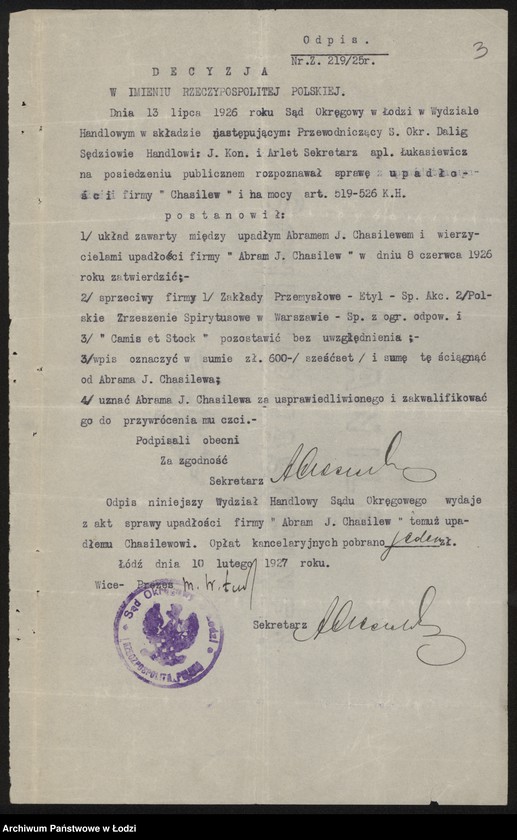 Odpis.
3
Nr.Z. 219/25r.
DECYZJA
W IMIENIU RZECZYPOSPOLITEJ POLSKIEJ.
Dnia 13 lipca 1926 roku Sąd Okręgowy w Łodzi w Wydziale
Handlowym w składzie następującym: Przewodniczący S. Okr. Dalig
Sędziowie Handlowi: J. Kon. i Arlet Sekretarz apl. Łukasiewicz
na posiedzeniu publicznem rozpoznawał sprawę upadło-
ści firmy " Chasilew " i na mocy art. 519-526 K.H.
postanowił:
1/ układ zawarty między upadłym Abramem J. Chasilewem i wierzy-
cielami upadłości firmy " Abram J. Chasilew " w dniu 8 czerwca 1926
roku zatwierdzić;-
2/ sprzeciwy firmy 1/ Zakłady Przemysłowe - Etyl - Sp. Akc. 2/Pol-
skie Zrzeszenie Spirytusowe w Warszawie - Sp. z ogr. odpow. i
3/ " Camis et Stock " pozostawić bez uwzględnienia ;-
3/wpis oznaczyć w sumie zł. 600-/ sześćset / i sumę tę ściągnąć
od Abrama J. Chasilewa;
4/ uznać Abrama J. Chasilewa za usprawiedliwionego i zakwalifikować
go do przywrócenia mu czci.-
Podpisali obecni
Za zgodność
Sekretarz
Odpis niniejszy Wydział Handlowy Sądu Okręgowego wydaje
z akt sprawy upadłości firmy " Abram J. Chasilew " temuż upa-
dłemu Chasilewowi. Opłat kancelaryjnych pobrano jeden zł.
Łódź dnia 10 lutego 1927 roku.
Wice- Prezes
Sąd Okręgowy Łodzi
RZECZPOSPOLITA POLSKA
Sekretarz
Archiwum Państwowe w Łodzi